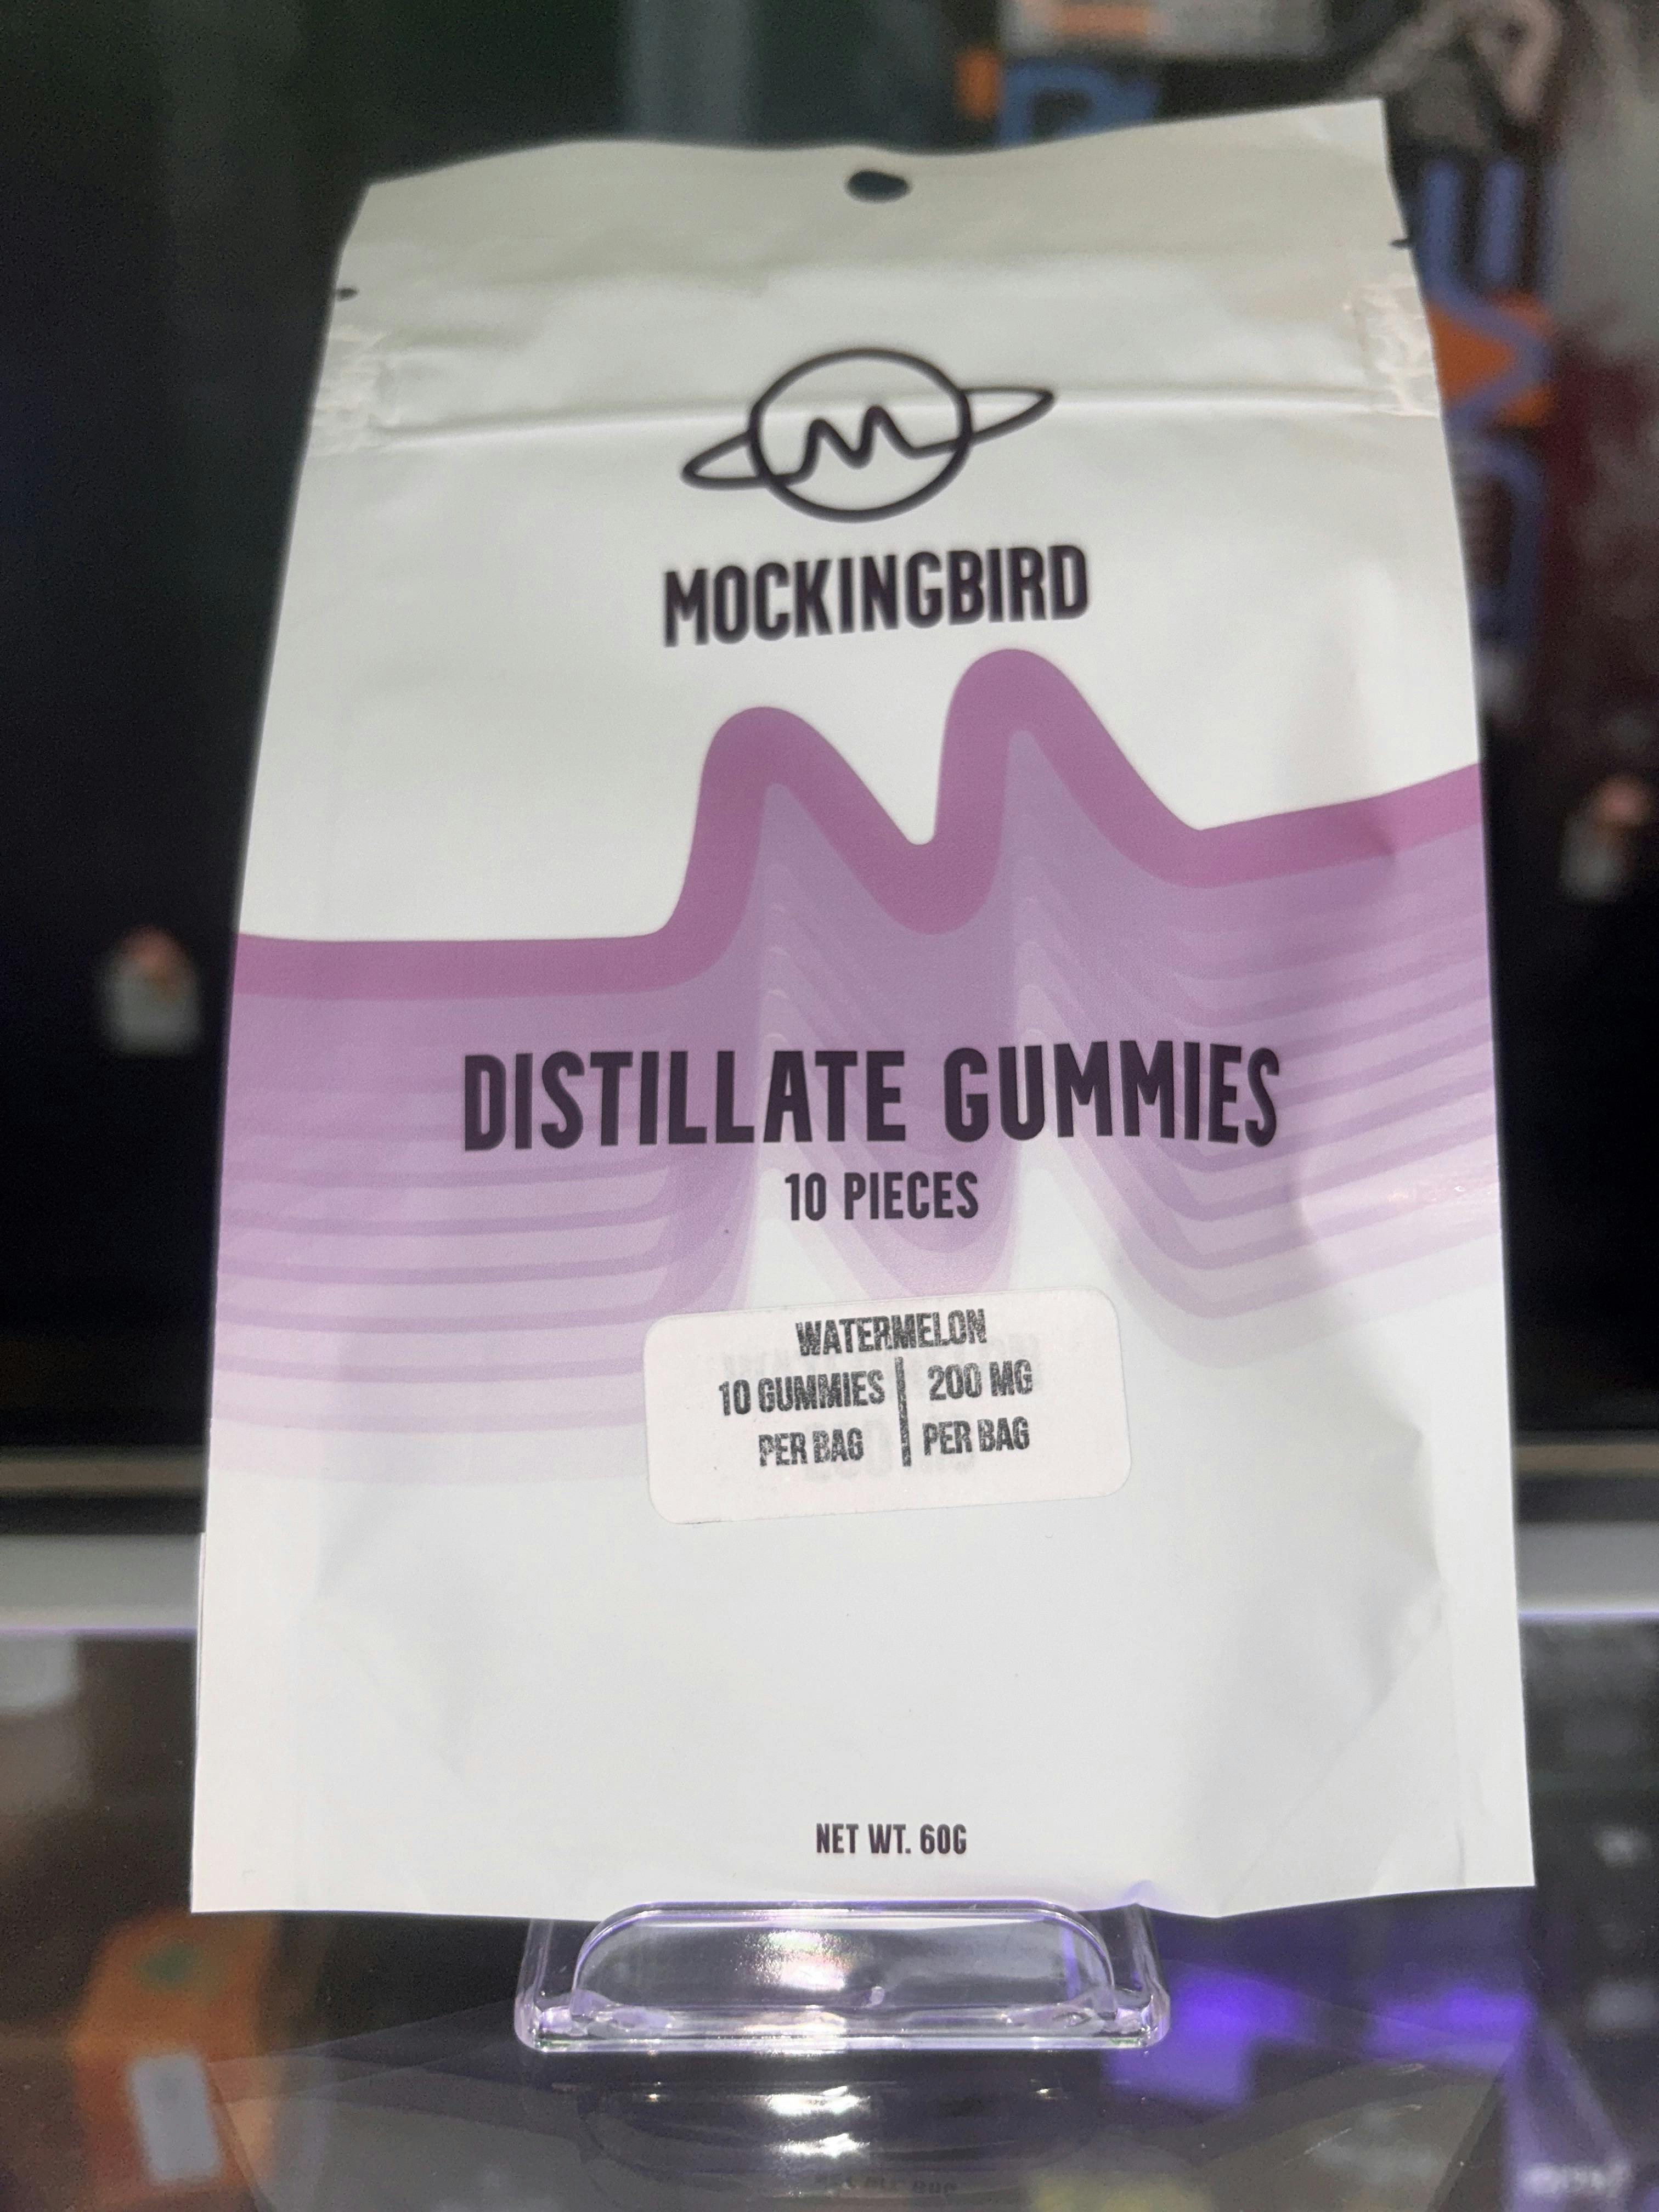 MOCKINGBIRD
DISTILLATE GUMMIES
10 PIECES
WATERMELON
10 GUMMIES | 200 MG
PER BAG | PER BAG
NET WT. 60G